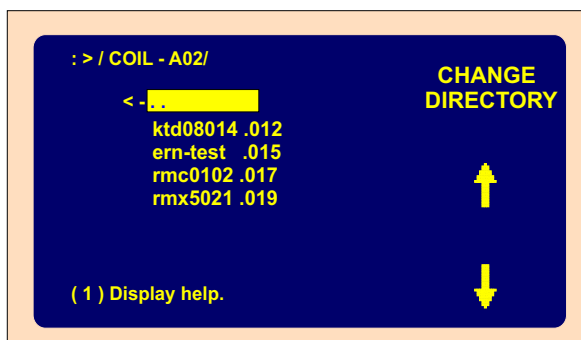 : > / COIL - A02/
CHANGE
DIRECTORY
< - . .
ktd08014 .012
ern-test .015
rmc0102 .017
rmx5021 .019
( 1 ) Display help.